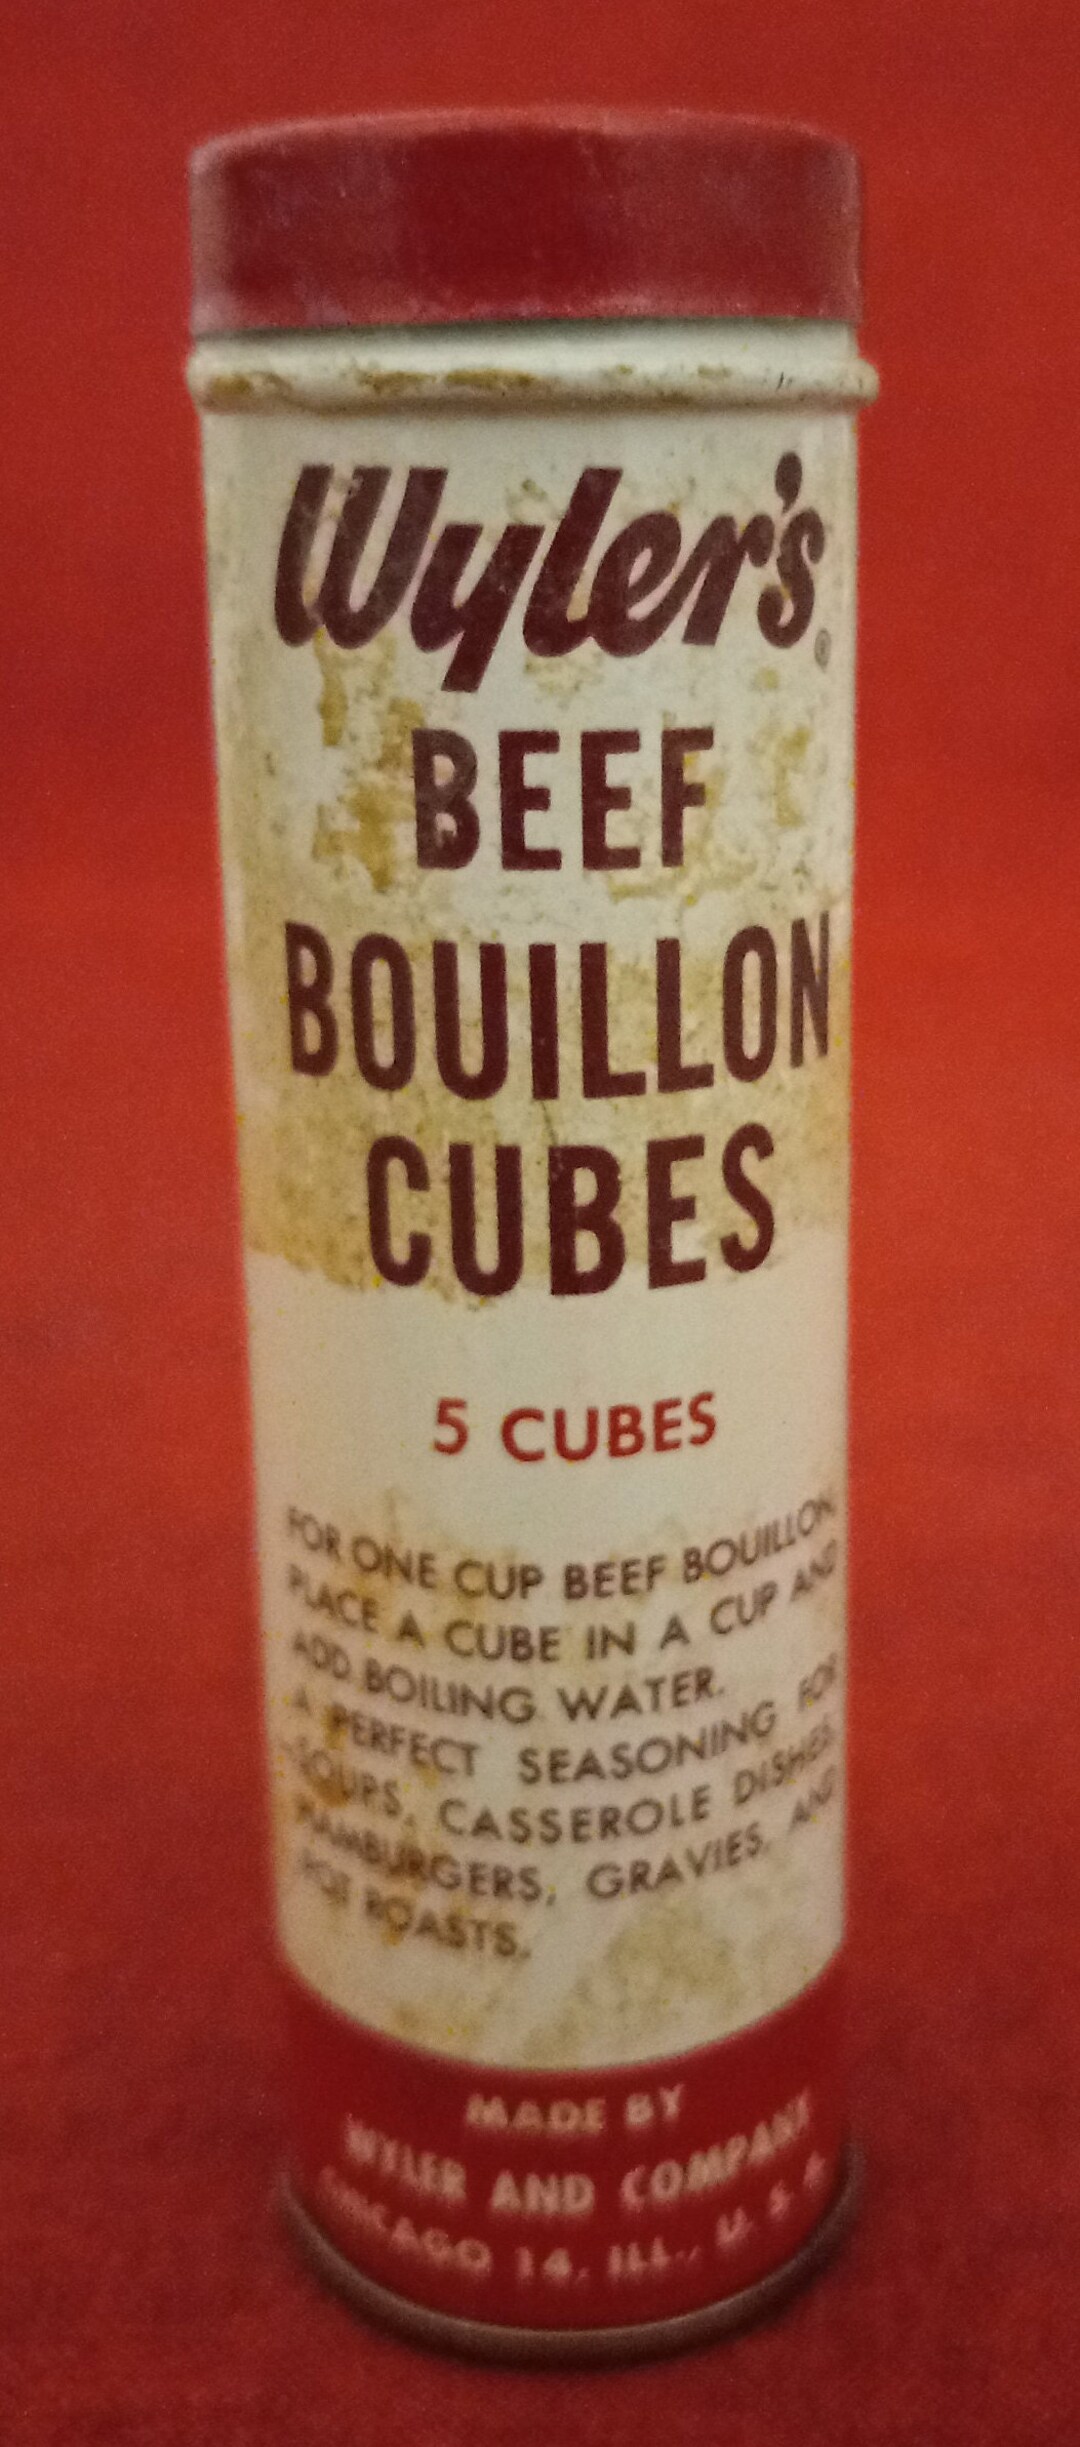 Wyler's®
BEEF
BOUILLON
CUBES
5 CUBES
FOR ONE CUP BEEF BOUILLON,
PLACE A CUBE IN A CUP AND
ADD BOILING WATER.
A PERFECT SEASONING FOR
SOUPS, CASSEROLE DISHES,
HAMBURGERS, GRAVIES, AND
POT ROASTS.
MADE BY
WYLER AND COMPANY
CHICAGO 14, ILL., U. S. A.